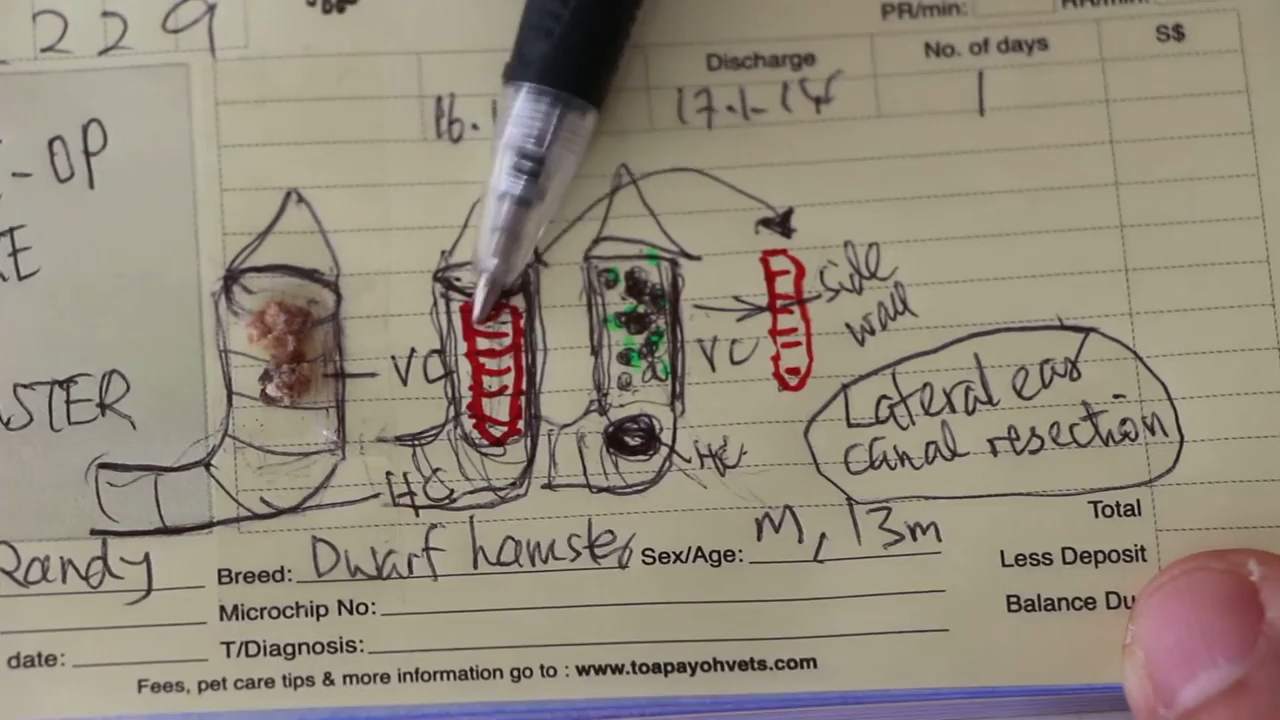 229
PR/min:
Discharge
No. of days
S$
16.1
17.1.15
1
-OP
E
STER
VC
HC
VC
HC
side
wall
Lateral ear
canal resection
Total
Less Deposit
Balance Du
Randy
Breed: Dwarf hamster
Sex/Age: M, 13m
Microchip No:
date:
T/Diagnosis:
Fees, pet care tips & more information go to : www.toapayohvets.com